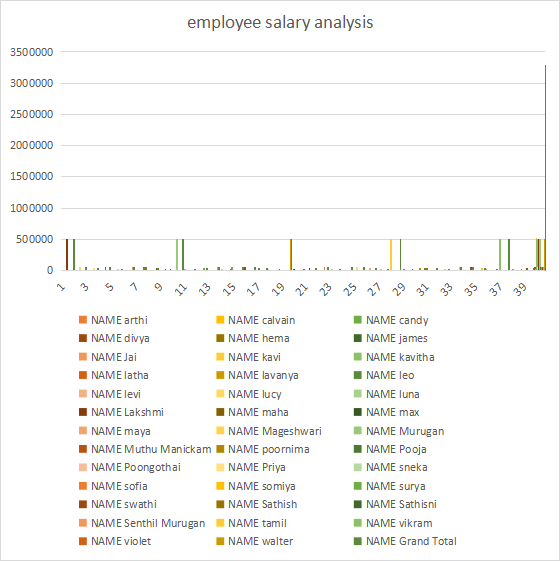 employee salary analysis
3500000
3000000
2500000
2000000
1500000
1000000
500000
0
1 3 5 7 9 11 13 15 17 19 21 23 25 27 29 31 33 35 37 39
NAME arthi NAME calvain NAME candy
NAME divya NAME hema NAME james
NAME Jai NAME kavi NAME kavitha
NAME latha NAME lavanya NAME leo
NAME levi NAME lucy NAME luna
NAME Lakshmi NAME maha NAME max
NAME maya NAME Mageshwari NAME Murugan
NAME Muthu Manickam NAME poornima NAME Pooja
NAME Poongothai NAME Priya NAME sneka
NAME sofia NAME somiya NAME surya
NAME swathi NAME Sathish NAME Sathisni
NAME Senthil Murugan NAME tamil NAME vikram
NAME violet NAME walter NAME Grand Total